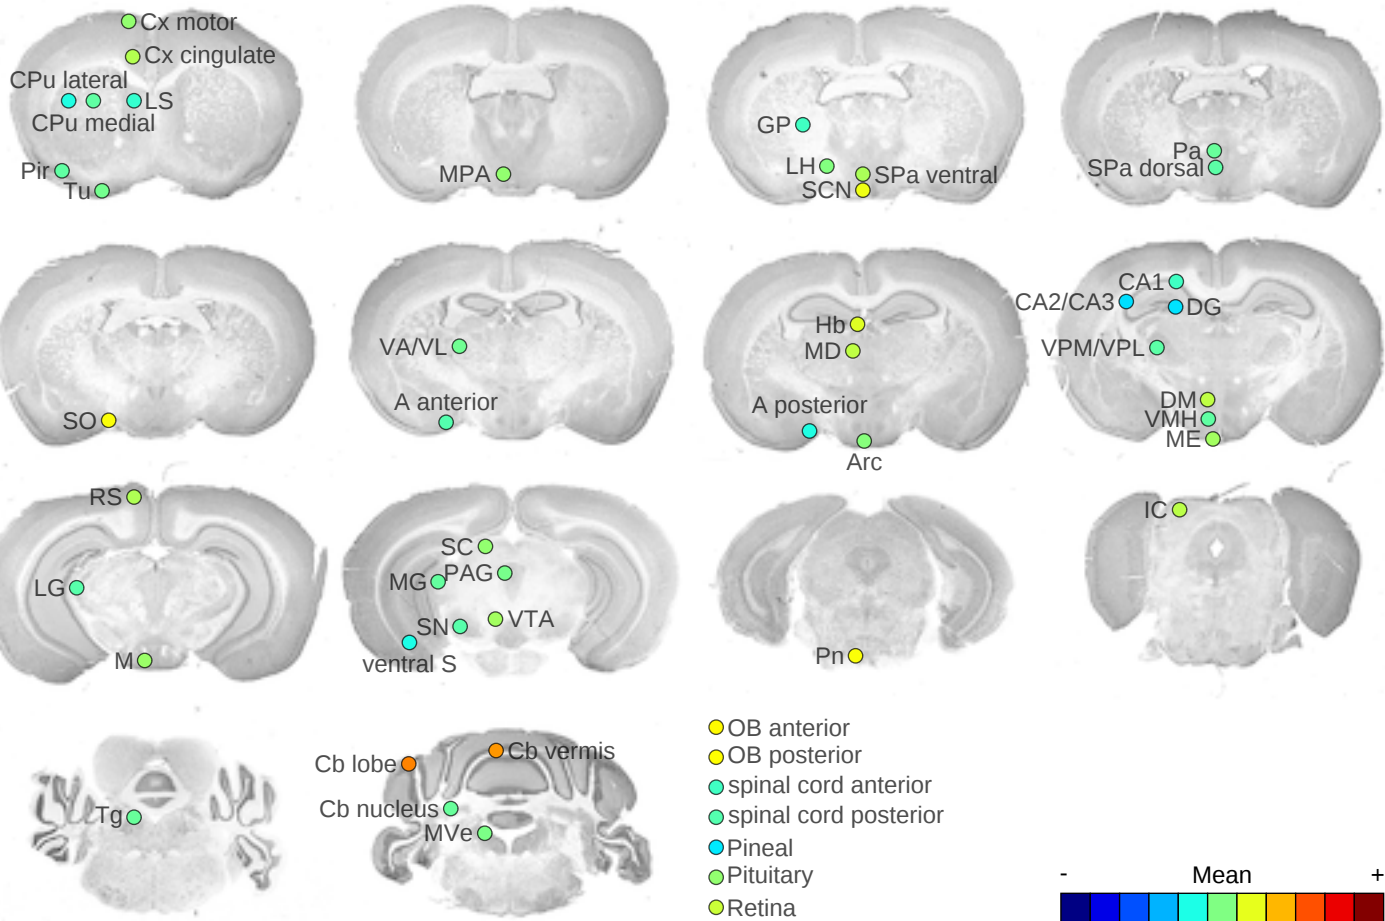 Cx motor
Cx cingulate
CPu lateral
LS
CPu medial
Pir
Tu
MPA
GP
LH
SPa ventral
SCN
Pa
SPa dorsal
SO
VA/VL
A anterior
Hb
MD
A posterior
Arc
CA1
CA2/CA3
DG
VPM/VPL
DM
VMH
ME
RS
LG
M
SC
MG
PAG
SN
VTA
ventral S
Pn
IC
Tg
Cb lobe
Cb vermis
Cb nucleus
MVe
OB anterior
OB posterior
spinal cord anterior
spinal cord posterior
Pineal
Pituitary
Retina
- Mean +